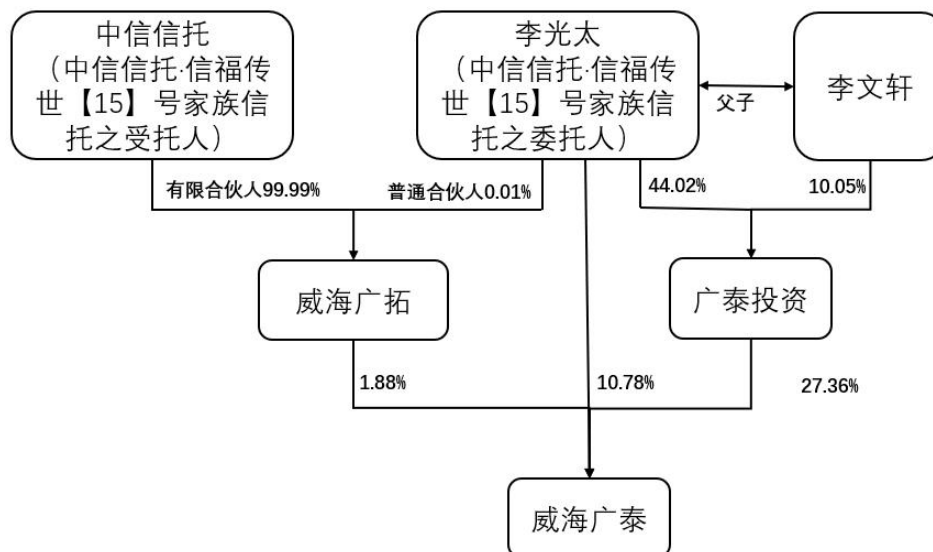 中信信托
（中信信托·信福传
世【15】号家族信
托之受托人）
李光太
（中信信托·信福传
世【15】号家族信
托之委托人）
父子
李文轩
有限合伙人99.99%
普通合伙人0.01%
44.02%
10.05%
威海广拓
广泰投资
1.88%
10.78%
27.36%
威海广泰